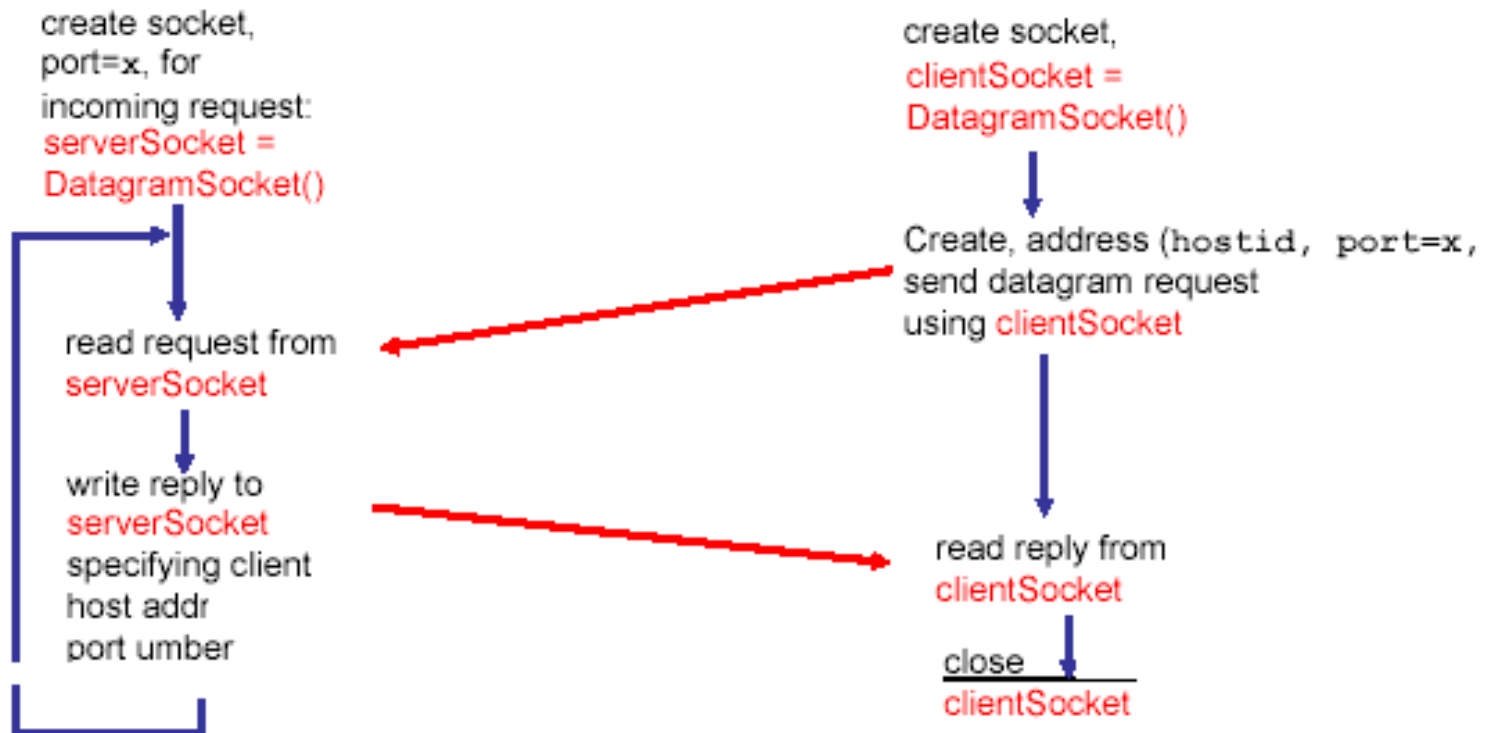 create socket,
port=x, for
incoming request:
serverSocket =
DatagramSocket()
read request from
serverSocket
write reply to
serverSocket
specifying client
host addr
port umber
create socket,
clientSocket =
DatagramSocket()
Create, address (hostid, port=x,
send datagram request
using clientSocket
read reply from
clientSocket
close
clientSocket